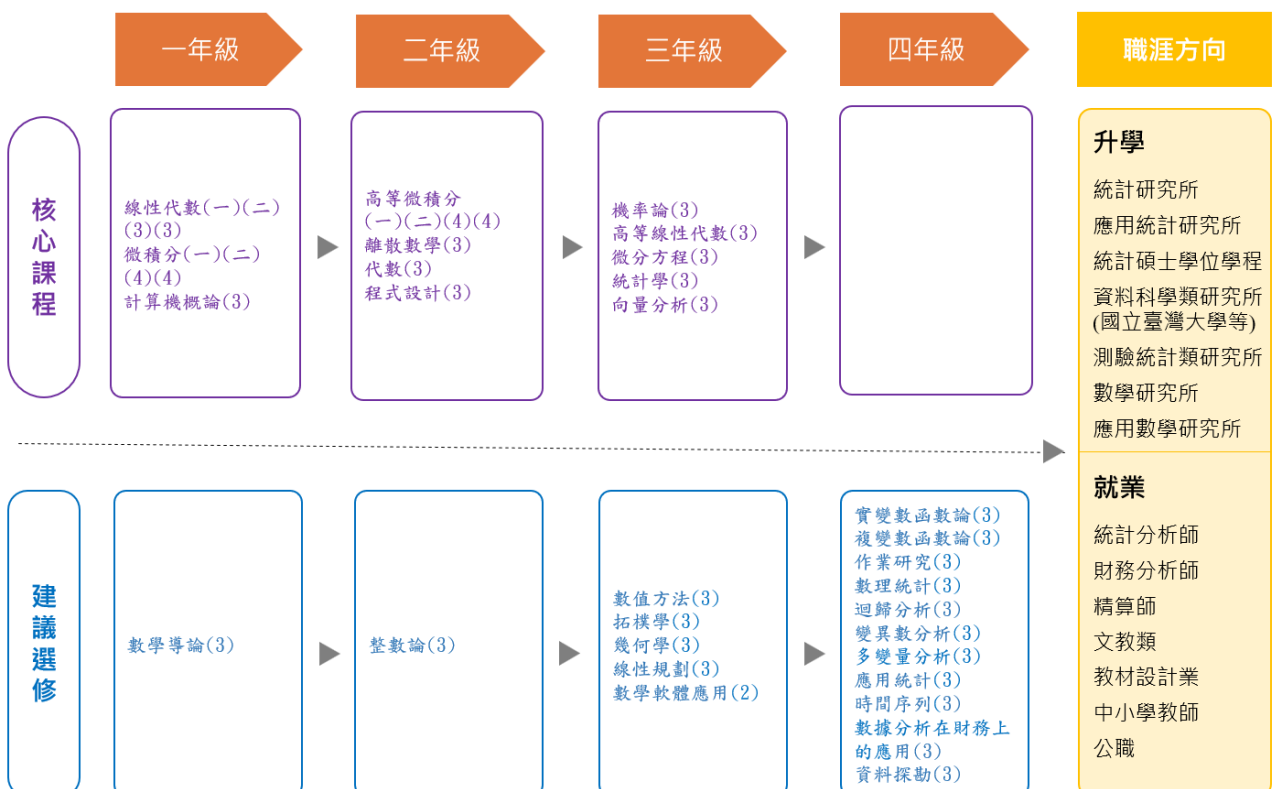 一年級
二年級
三年級
四年級
職涯方向
核心課程
線性代數(一)(二)
(3)(3)
微積分(一)(二)
(4)(4)
計算機概論(3)
高等微積分
(一)(二)(4)(4)
離散數學(3)
代數(3)
程式設計(3)
機率論(3)
高等線性代數(3)
微分方程(3)
統計學(3)
向量分析(3)
升學
統計研究所
應用統計研究所
統計碩士學位學程
資料科學類研究所
(國立臺灣大學等)
測驗統計類研究所
數學研究所
應用數學研究所
建議選修
數學導論(3)
整數論(3)
數值方法(3)
拓樸學(3)
幾何學(3)
線性規劃(3)
數學軟體應用(2)
實變數函數論(3)
複變數函數論(3)
作業研究(3)
數理統計(3)
迴歸分析(3)
變異數分析(3)
多變量分析(3)
應用統計(3)
時間序列(3)
數據分析在財務上
的應用(3)
資料探勘(3)
就業
統計分析師
財務分析師
精算師
文教類
教材設計業
中小學教師
公職